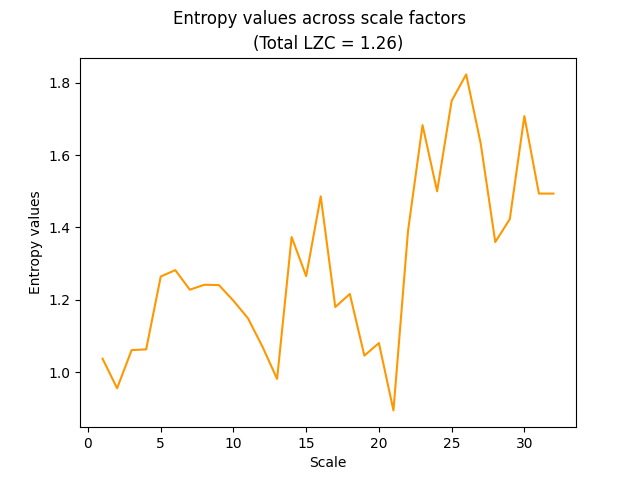 Entropy values across scale factors
(Total LZC = 1.26)
1.8
1.6
1.4
1.2
1.0
Entropy values
0 5 10 15 20 25 30
Scale